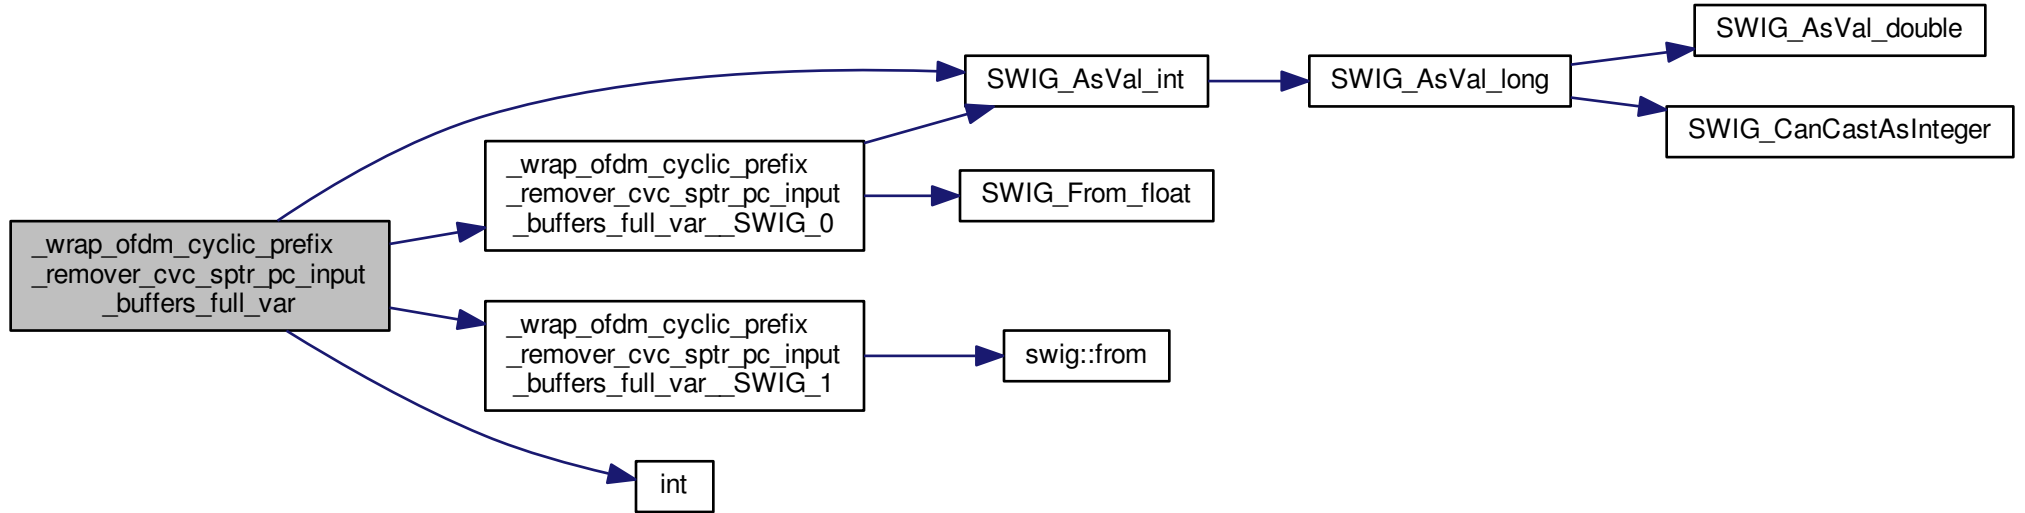 _wrap_ofdm_cyclic_prefix
_remover_cvc_sptr_pc_input
_buffers_full_var
_wrap_ofdm_cyclic_prefix
_remover_cvc_sptr_pc_input
_buffers_full_var__SWIG_0
_wrap_ofdm_cyclic_prefix
_remover_cvc_sptr_pc_input
_buffers_full_var__SWIG_1
int
SWIG_AsVal_int
SWIG_From_float
swig::from
SWIG_AsVal_long
SWIG_AsVal_double
SWIG_CanCastAsInteger